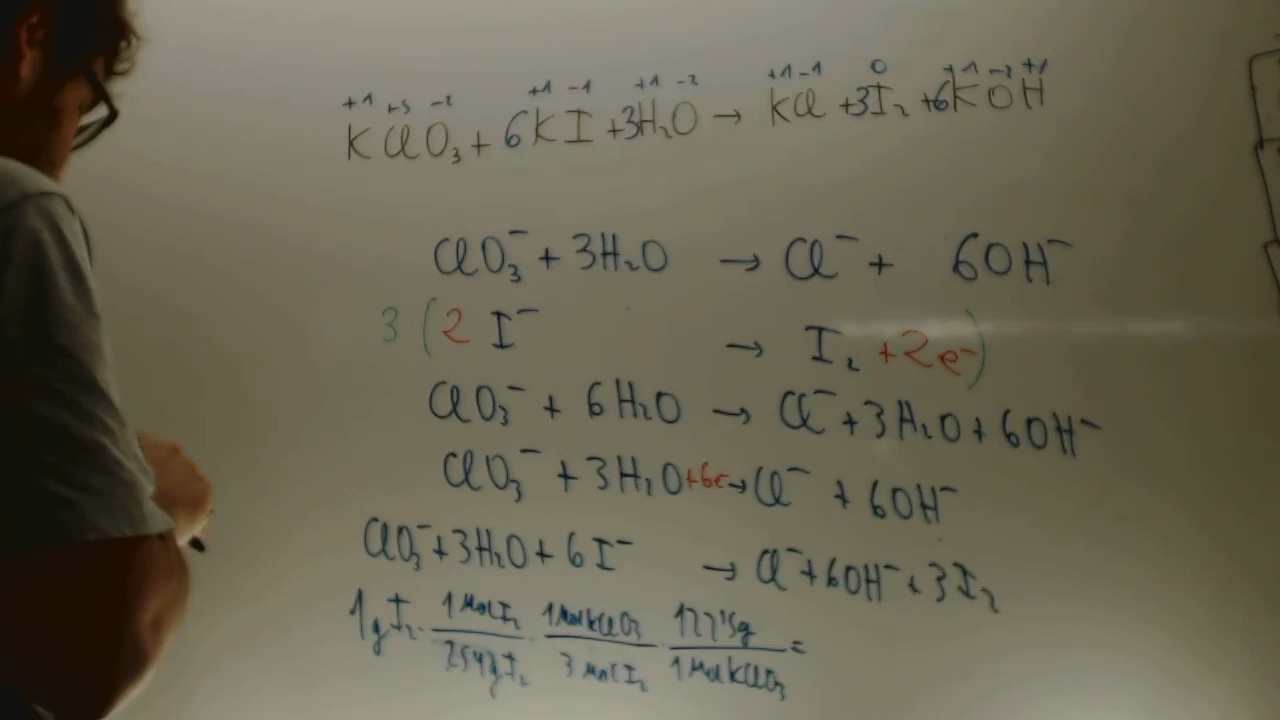 +1 +5 -2 +1 -1 +1 -2 +1 -1 0 +1 -2 +1
KClO₃ + 6KI + 3H₂O → KCl + 3I₂ + 6KOH
ClO₃⁻ + 3H₂O → Cl⁻ + 6OH⁻
3 (2 I⁻ → I₂ + 2e⁻)
ClO₃⁻ + 6H₂O → Cl⁻ + 3H₂O + 6OH⁻
ClO₃⁻ + 3H₂O + 6e⁻ → Cl⁻ + 6OH⁻
ClO₃⁻ + 3H₂O + 6I⁻ → Cl⁻ + 6OH⁻ + 3I₂
1g I₂ · 1 mol I₂ / 254g I₂ · 1 mol KClO₃ / 3 mol I₂ · 122'5g / 1 mol KClO₃ =